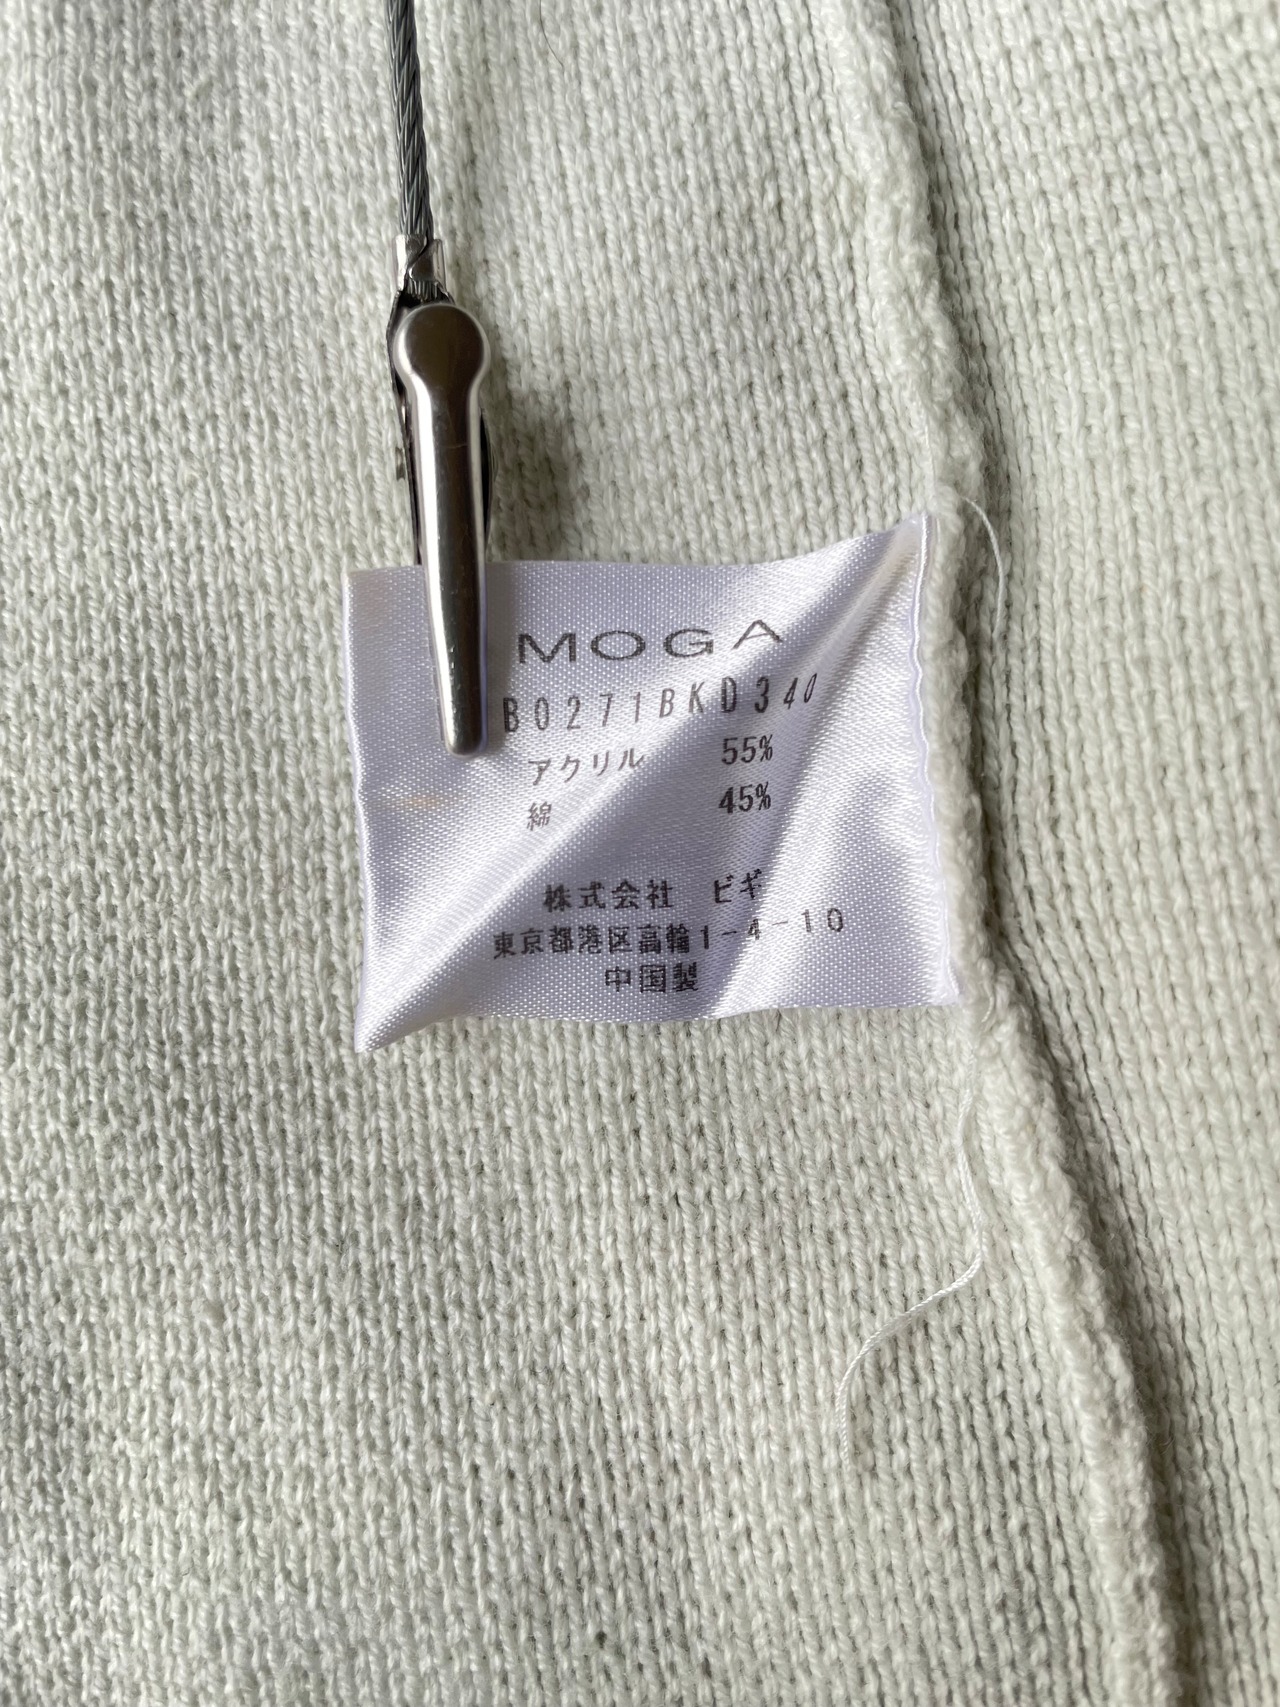 MOGA
B0271BKD340
アクリル 55%
綿 45%
株式会社 ビギ
東京都港区高輪1-4-10
中国製